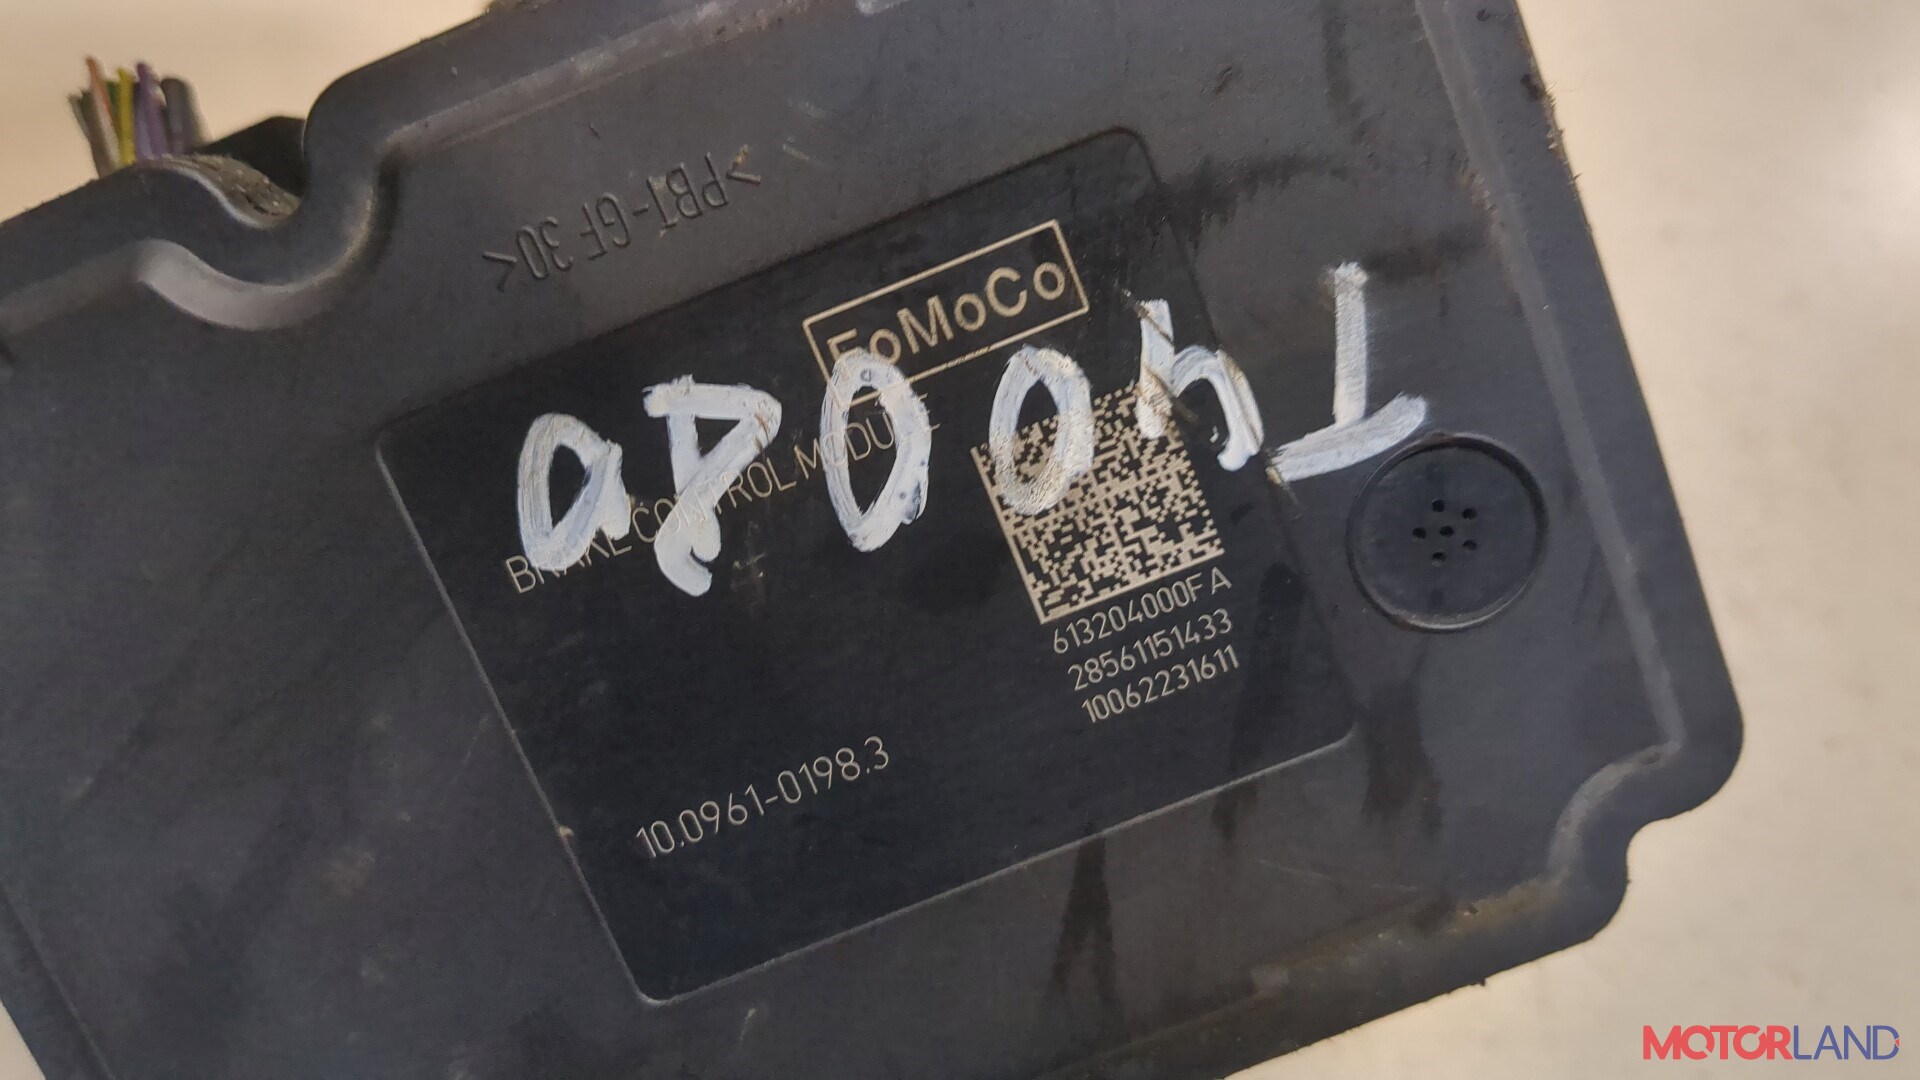 >PBT-GF 30<
FoMoCo
BRAKE CONTROL MODULE
613204000FA
28561151433
10062231611
10.0961-0198.3
MOTORLAND